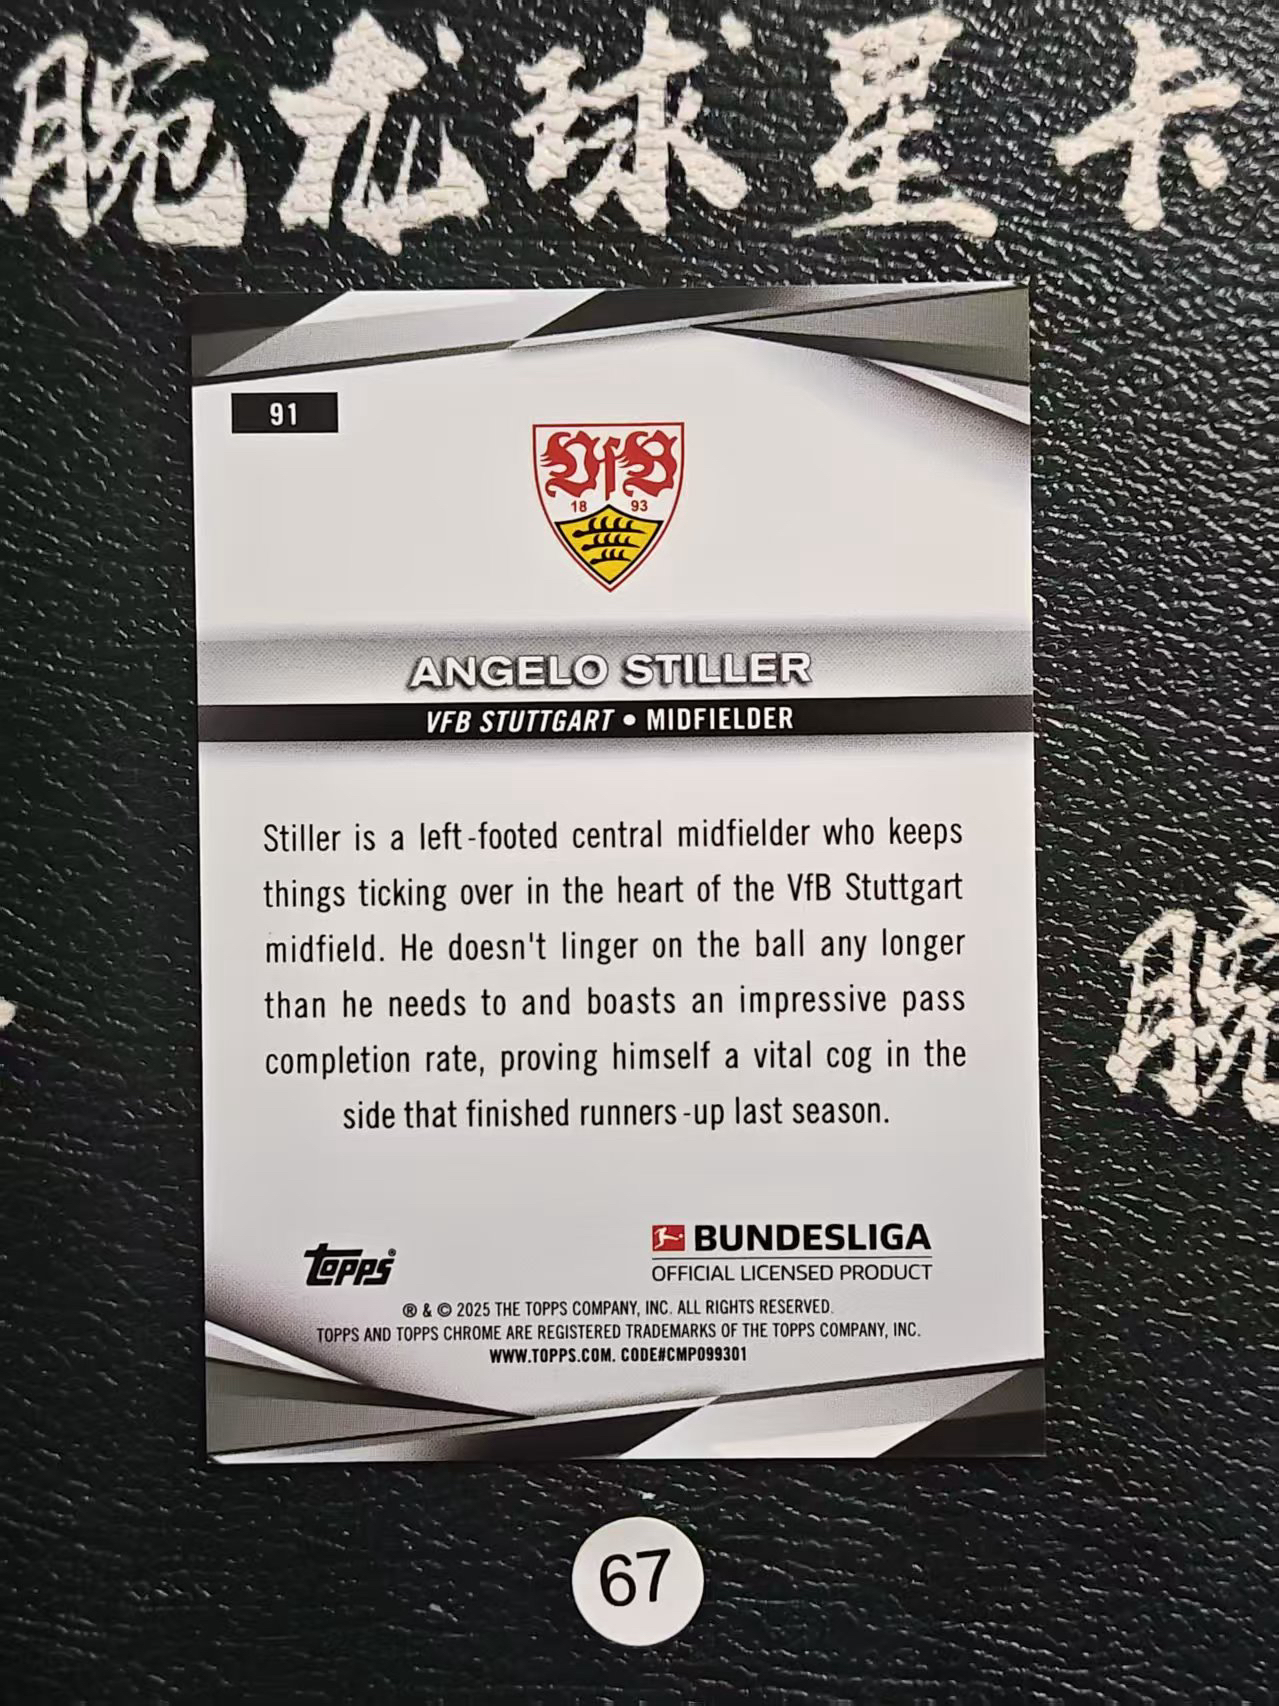 腕龙球星卡
91
VfB
18 93
ANGELO STILLER
VFB STUTTGART • MIDFIELDER
Stiller is a left-footed central midfielder who keeps
things ticking over in the heart of the VfB Stuttgart
midfield. He doesn't linger on the ball any longer
than he needs to and boasts an impressive pass
completion rate, proving himself a vital cog in the
side that finished runners-up last season.
腕
topps®
BUNDESLIGA
OFFICIAL LICENSED PRODUCT
® & © 2025 THE TOPPS COMPANY, INC. ALL RIGHTS RESERVED.
TOPPS AND TOPPS CHROME ARE REGISTERED TRADEMARKS OF THE TOPPS COMPANY, INC.
WWW.TOPPS.COM. CODE#CMP099301
67